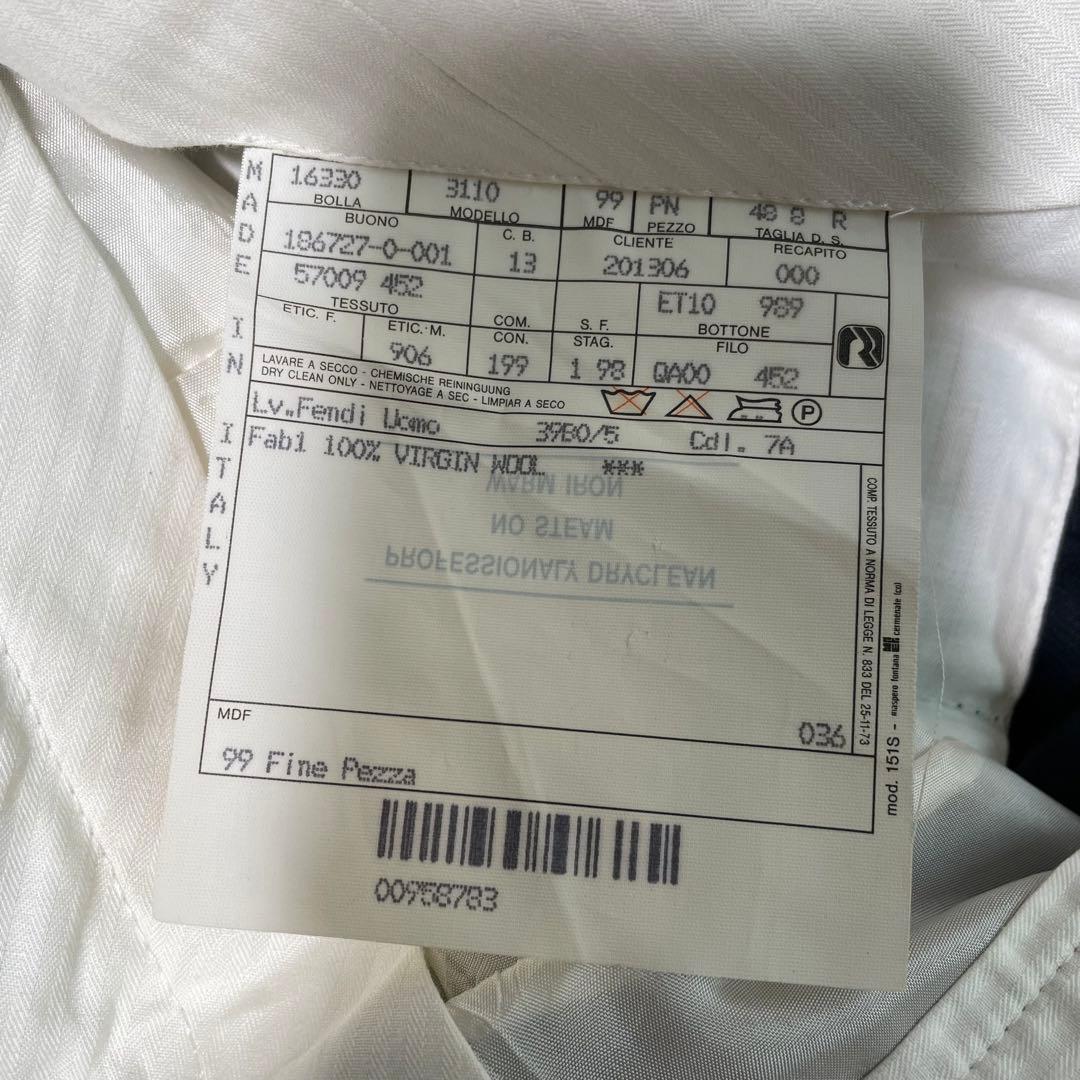 MADE IN ITALY
16330 3110 99 PN 48 8 R
BOLLA MODELLO MDF PEZZO TAGLIA D. S.
BUONO C. B. CLIENTE RECAPITO
186727-0-001 13 201306 000
57009 452 ET10 989
TESSUTO COM. S. F. BOTTONE
ETIC. F. ETIC. M. CON. STAG. FILO
906 199 1 98 QA00 452
LAVARE A SECCO - CHEMISCHE REININGUUNG
DRY CLEAN ONLY - NETTOYAGE A SEC - LIMPIAR A SECO
P
Lv.Fendi Uomo 39B0/5 Cdl. 7A
Fab1 100% VIRGIN WOOL ***
WARM IRON
NO STEAM
PROFESSIONALY DRYCLEAN
COMP. TESSUTO A NORMA DI LEGGE N. 833 DEL 25-11-73
mod. 151S -
MDF 036
99 Fine Pezza
00958783